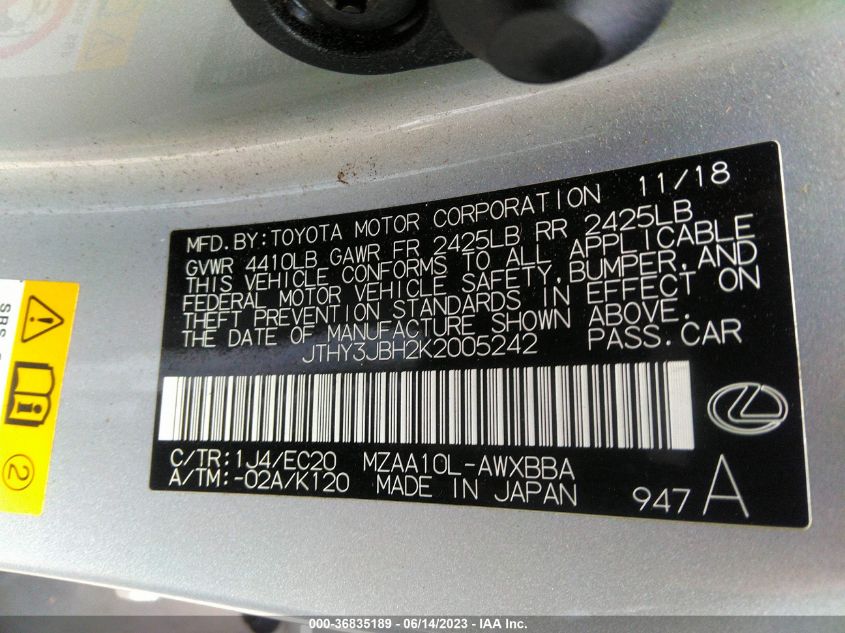 MFD.BY:TOYOTA MOTOR CORPORATION 11/18
GVWR 4410LB GAWR FR 2425LB RR 2425LB
THIS VEHICLE CONFORMS TO ALL APPLICABLE
FEDERAL MOTOR VEHICLE SAFETY,BUMPER,AND
THEFT PREVENTION STANDARDS IN EFFECT ON
THE DATE OF MANUFACTURE SHOWN ABOVE.
JTHY3JBH2K2005242 PASS.CAR
C/TR:1J4/EC20 MZAA10L-AWXBBA
A/TM:-02A/K120 MADE IN JAPAN
947 A
2
000-36835189 - 06/14/2023 - IAA Inc.